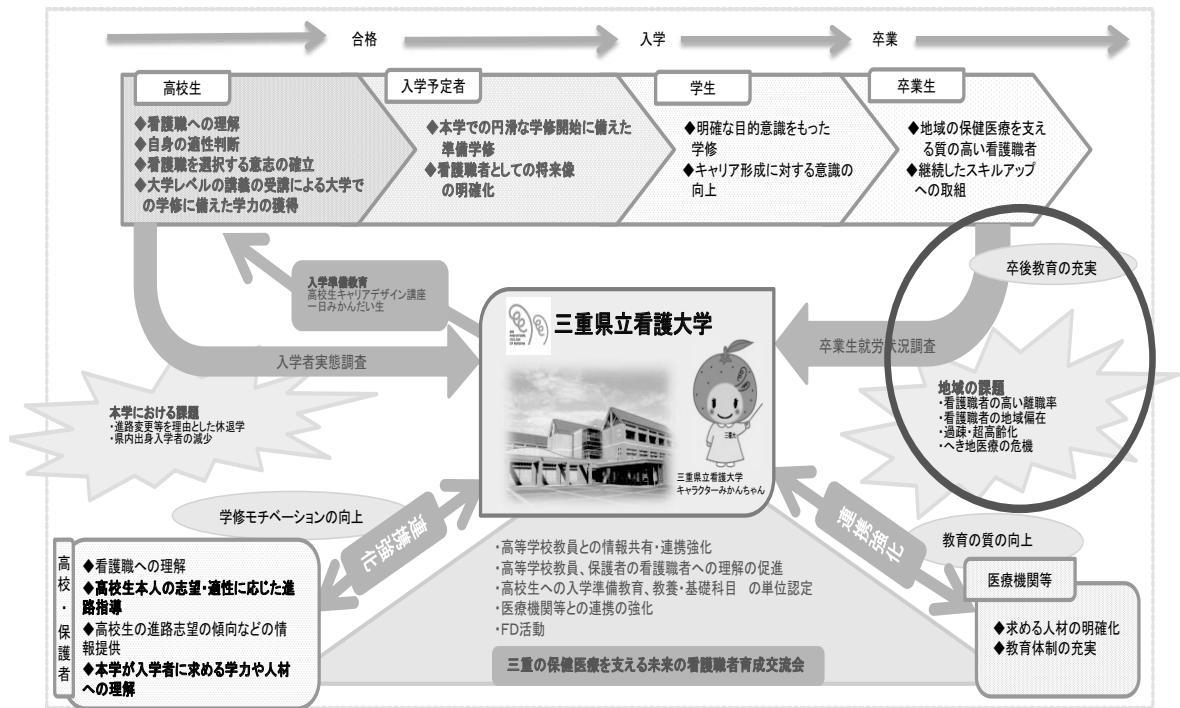 合格
入学
卒業
高校生
◆看護職への理解
◆自身の適性判断
◆看護職を選択する意志の確立
◆大学レベルの講義の受講による大学で
の学修に備えた学力の獲得
入学予定者
◆本学での円滑な学修開始に備えた
準備学修
◆看護職者としての将来像
の明確化
学生
◆明確な目的意識をもった
学修
◆キャリア形成に対する意識の
向上
卒業生
◆地域の保健医療を支え
る質の高い看護職者
◆継続したスキルアップ
への取組
卒後教育の充実
入学準備教育
高校生キャリアデザイン講座
一日みかんだい生
入学者実態調査
三重県立看護大学
卒業生就労状況調査
本学における課題
・進路変更等を理由とした休退学
・県内出身入学者の減少
地域の課題
・看護職者の高い離職率
・看護職者の地域偏在
・過疎・超高齢化
・へき地医療の危機
三重県立看護大学
キャラクターみかんちゃん
学修モチベーションの向上
連携強化
連携強化
教育の質の向上
高校・保護者
◆看護職への理解
◆高校生本人の志望・適性に応じた進
路指導
◆高校生の進路志望の傾向などの情
報提供
◆本学が入学者に求める学力や人材
への理解
・高等学校教員との情報共有・連携強化
・高等学校教員、保護者の看護職者への理解の促進
・高校生への入学準備教育、教養・基礎科目　の単位認定
・医療機関等との連携の強化
・FD活動
三重の保健医療を支える未来の看護職者育成交流会
医療機関等
◆求める人材の明確化
◆教育体制の充実